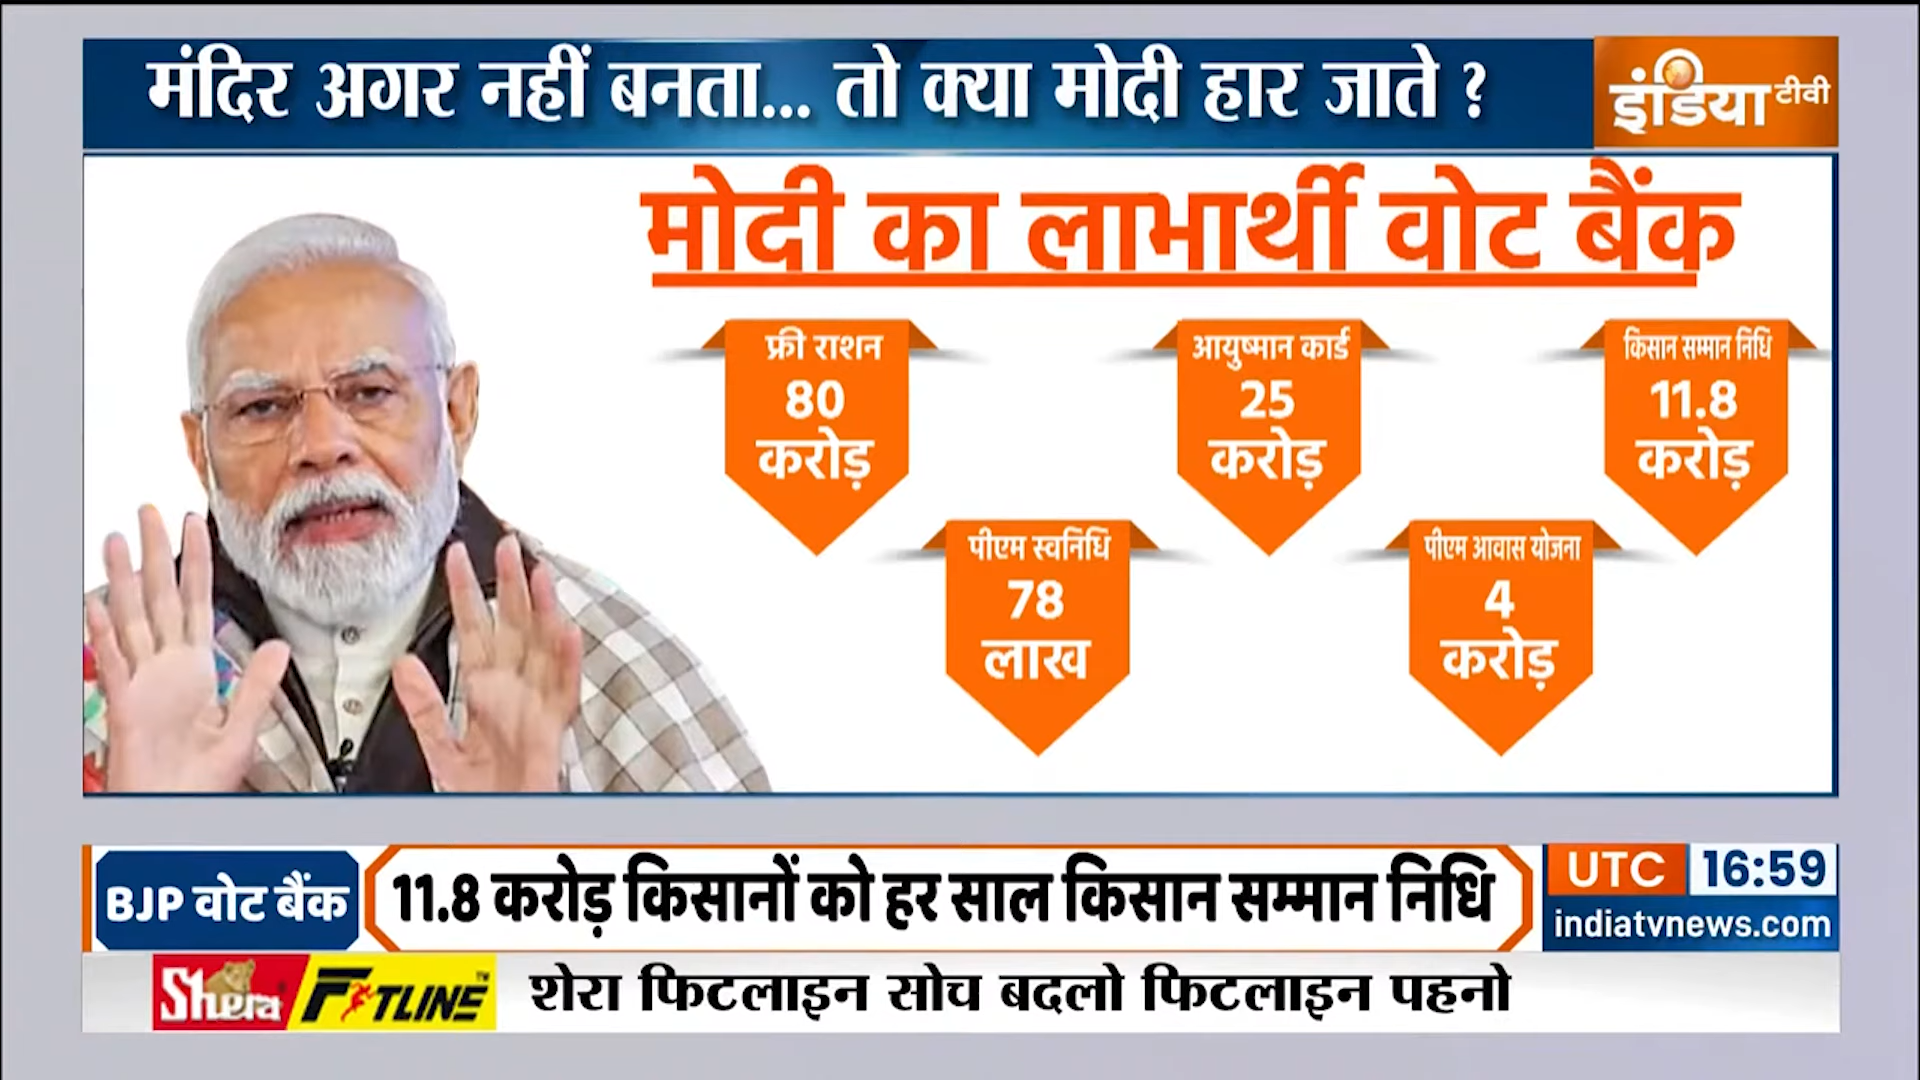 मंदिर अगर नहीं बनता... तो क्या मोदी हार जाते ?
इंडिया टीवी
मोदी का लाभार्थी वोट बैंक
फ्री राशन
80
करोड़
आयुष्मान कार्ड
25
करोड़
किसान सम्मान निधि
11.8
करोड़
पीएम स्वनिधि
78
लाख
पीएम आवास योजना
4
करोड़
BJP वोट बैंक
11.8 करोड़ किसानों को हर साल किसान सम्मान निधि
UTC 16:59
indiatvnews.com
Shera FITLINE™
शेरा फिटलाइन सोच बदलो फिटलाइन पहनो